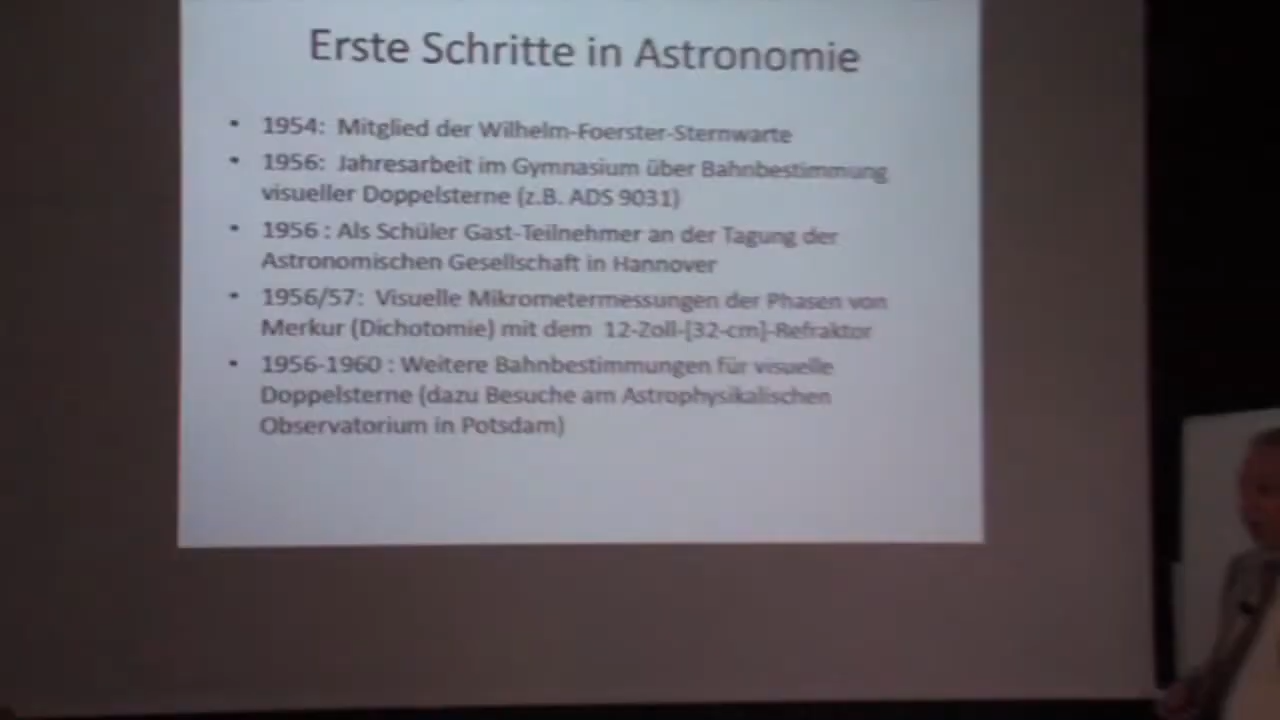 Erste Schritte in Astronomie
• 1954: Mitglied der Wilhelm-Foerster-Sternwarte
• 1956: Jahresarbeit im Gymnasium über Bahnbestimmung
visueller Doppelsterne (z.B. ADS 9031)
• 1956 : Als Schüler Gast-Teilnehmer an der Tagung der
Astronomischen Gesellschaft in Hannover
• 1956/57: Visuelle Mikrometermessungen der Phasen von
Merkur (Dichotomie) mit dem 12-Zoll-[32-cm]-Refraktor
• 1956-1960 : Weitere Bahnbestimmungen für visuelle
Doppelsterne (dazu Besuche am Astrophysikalischen
Observatorium in Potsdam)